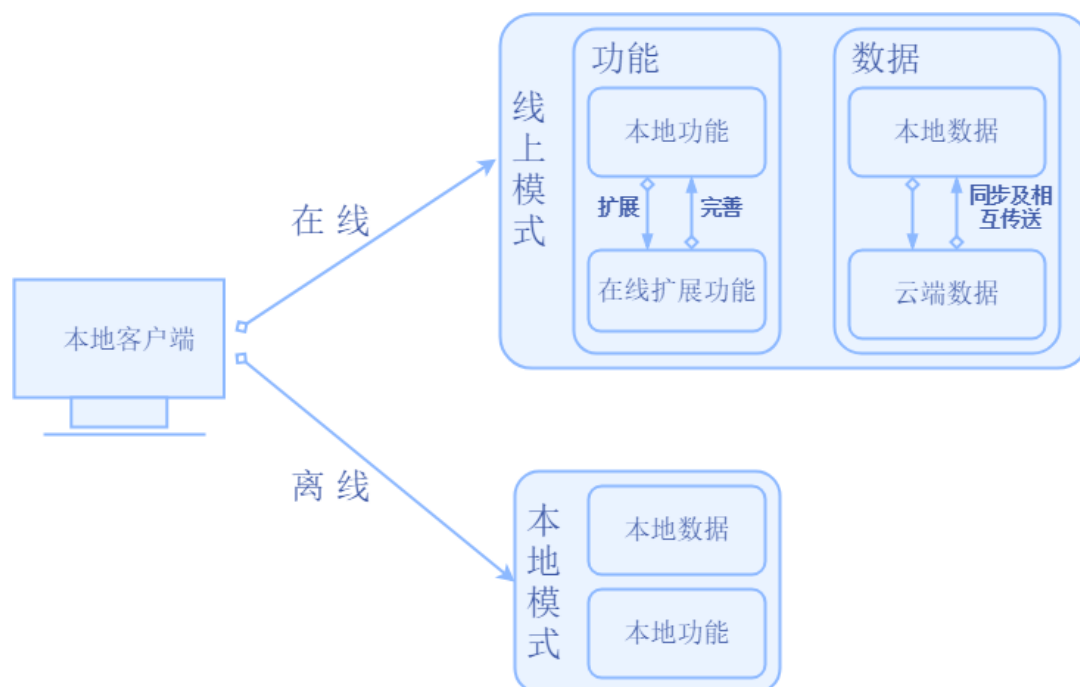 本地客户端
在 线
线上模式
功能
本地功能
扩展
完善
在线扩展功能
数据
本地数据
同步及相
互传送
云端数据
离 线
本地模式
本地数据
本地功能